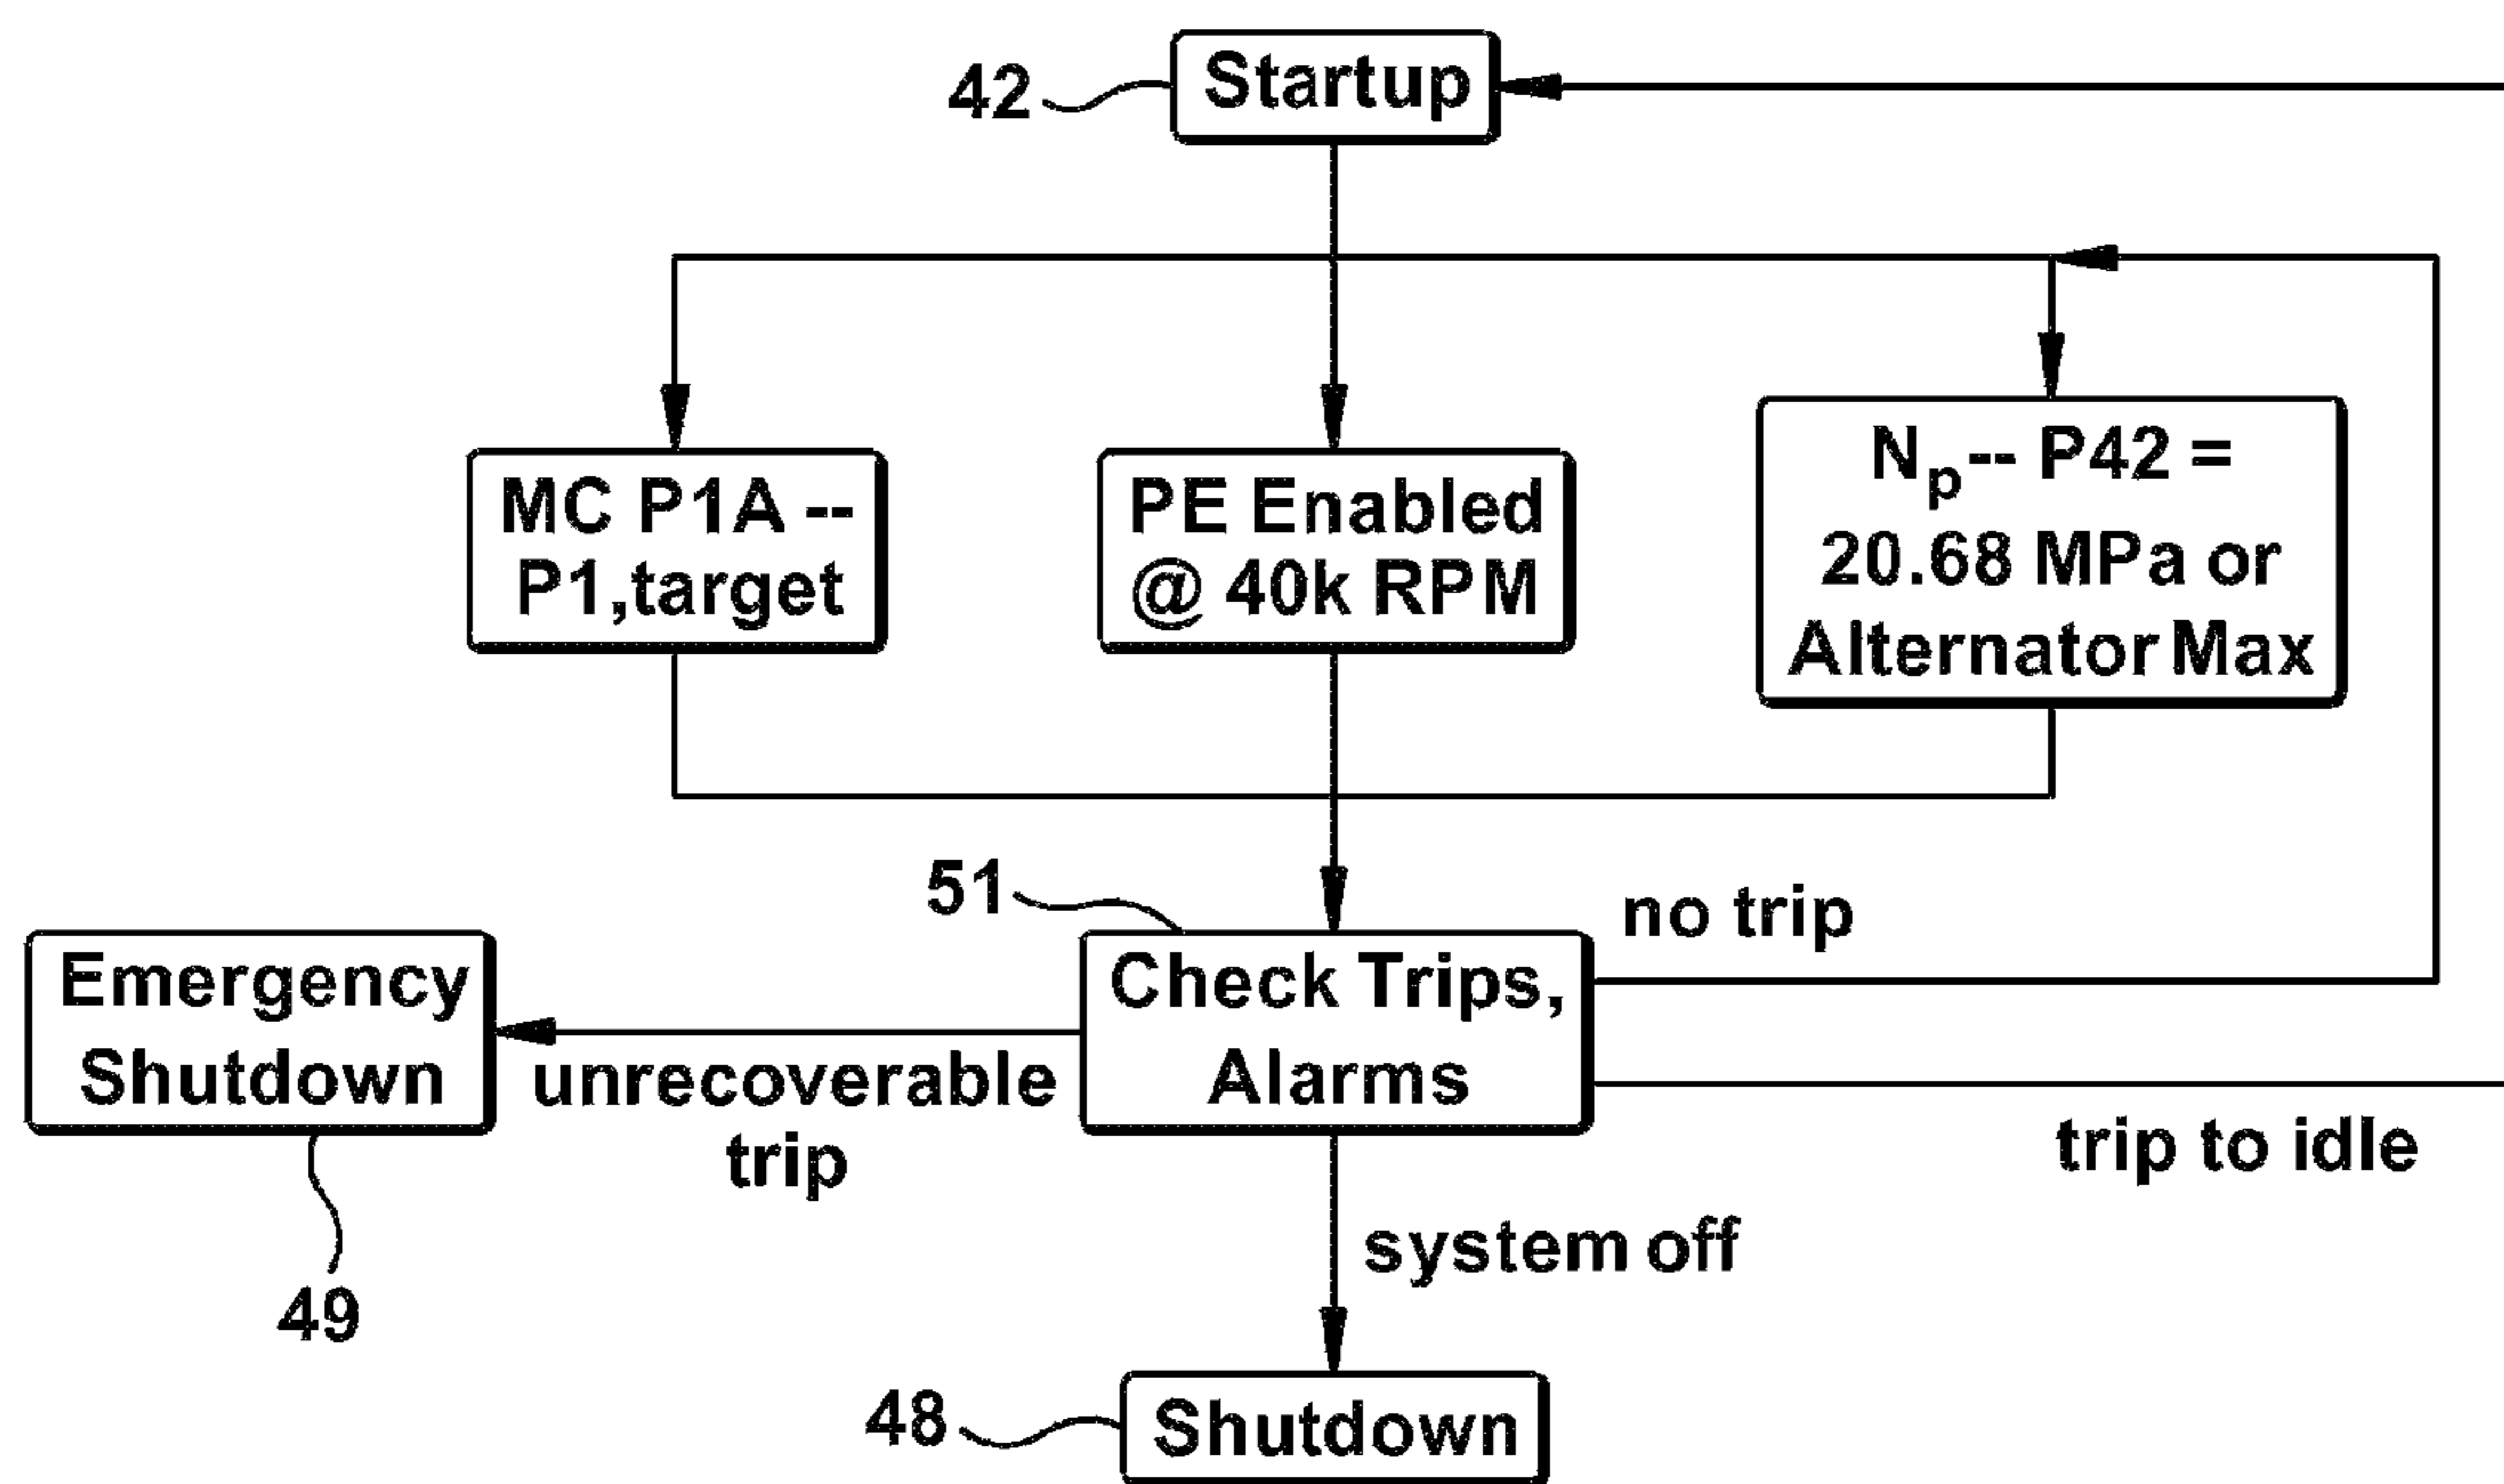 42
Startup
MC P1A --
P1,target
PE Enabled
@ 40k RPM
Np-- P42 =
20.68 MPa or
Alternator Max
51
no trip
Emergency
Shutdown
unrecoverable
trip
Check Trips,
Alarms
trip to idle
system off
49
48
Shutdown